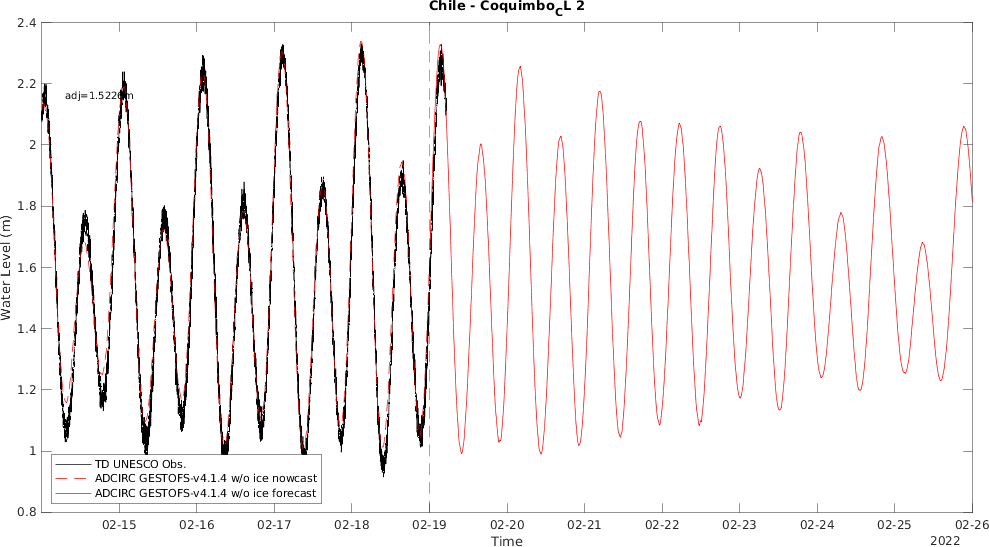 Chile - Coquimbo_CL 2
2.4
2.2
2
1.8
1.6
1.4
1.2
1
0.8
Water Level (m)
adj=1.5226m
TD UNESCO Obs.
ADCIRC GESTOFS-v4.1.4 w/o ice nowcast
ADCIRC GESTOFS-v4.1.4 w/o ice forecast
02-15 02-16 02-17 02-18 02-19 02-20 02-21 02-22 02-23 02-24 02-25 02-26
Time
2022